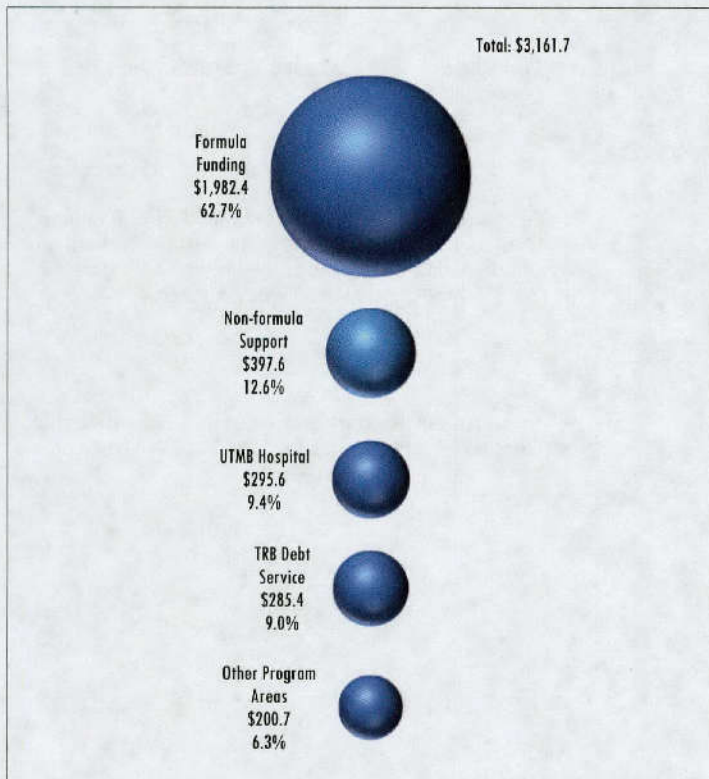 Total: $3,161.7
Formula
Funding
$1,982.4
62.7%
Non-formula
Support
$397.6
12.6%
UTMB Hospital
$295.6
9.4%
TRB Debt
Service
$285.4
9.0%
Other Program
Areas
$200.7
6.3%